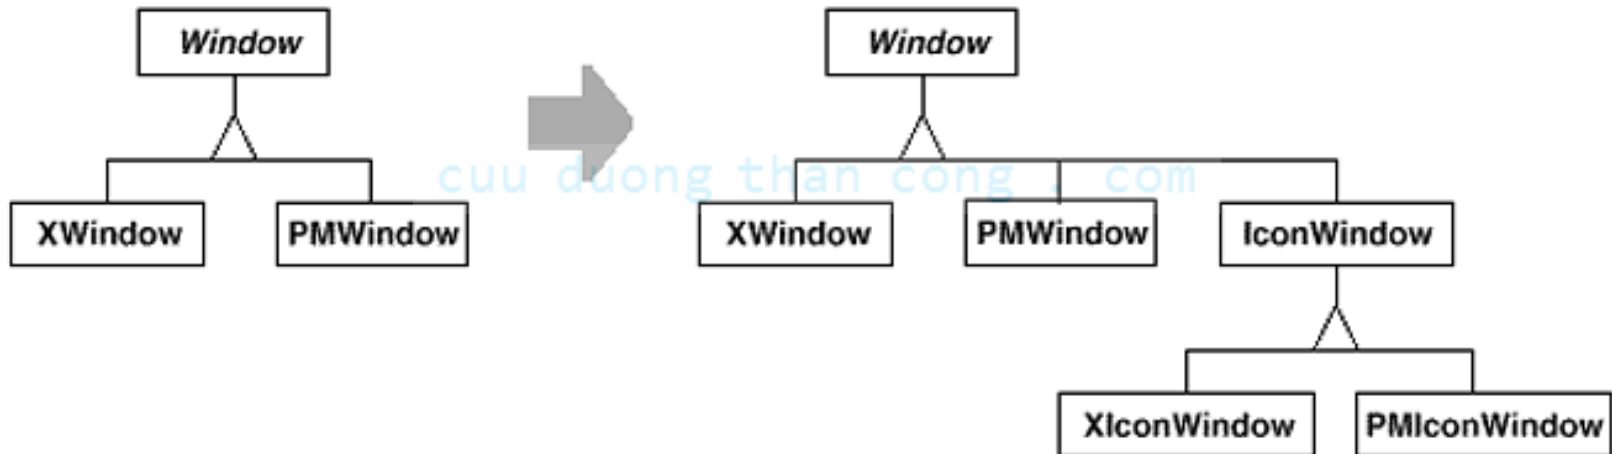 Window
Window
cuu duong than cong . com
XWindow
PMWindow
XWindow
PMWindow
IconWindow
XIconWindow
PMIconWindow